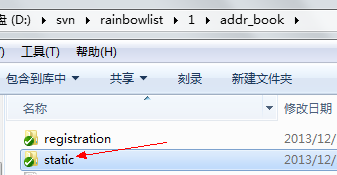 盘 (D:) ▸ svn ▸ rainbowlist ▸ 1 ▸ addr_book ▸
工具(T) 帮助(H)
包含到库中 ▼ 共享 ▼ 刻录 新建文件夹
名称 修改日期
registration 2013/12/
static 2013/12/